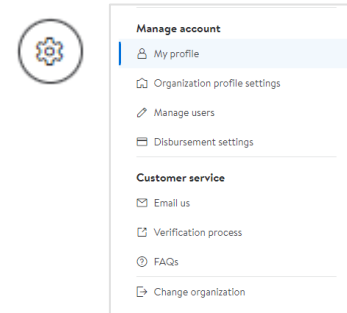 Manage account
My profile
Organization profile settings
Manage users
Disbursement settings
Customer service
Email us
Verification process
FAQs
Change organization